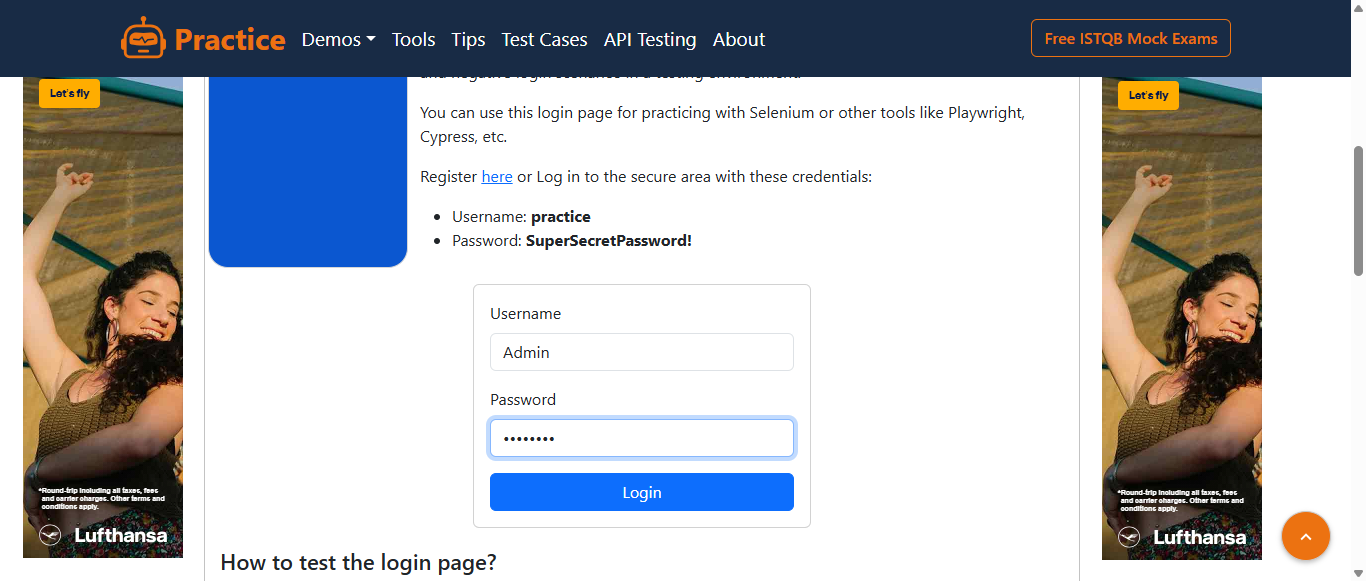 Practice
Demos
Tools
Tips
Test Cases
API Testing
About
Free ISTQB Mock Exams
Let's fly
You can use this login page for practicing with Selenium or other tools like Playwright,
Cypress, etc.
Register here or Log in to the secure area with these credentials:
Username: practice
Password: SuperSecretPassword!
Username
Admin
Password
••••••••
Login
How to test the login page?
*Round-trip including all taxes, fees
and carrier charges. Other terms and
conditions apply.
Lufthansa
Let's fly
*Round-trip including all taxes, fees
and carrier charges. Other terms and
conditions apply.
Lufthansa